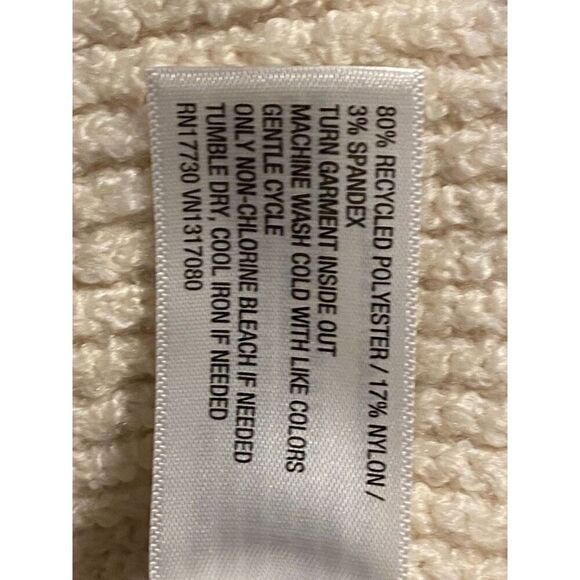 80% RECYCLED POLYESTER / 17% NYLON /
3% SPANDEX
TURN GARMENT INSIDE OUT
MACHINE WASH COLD WITH LIKE COLORS
GENTLE CYCLE
ONLY NON-CHLORINE BLEACH IF NEEDED
TUMBLE DRY, COOL IRON IF NEEDED
RN17730 VN1317080